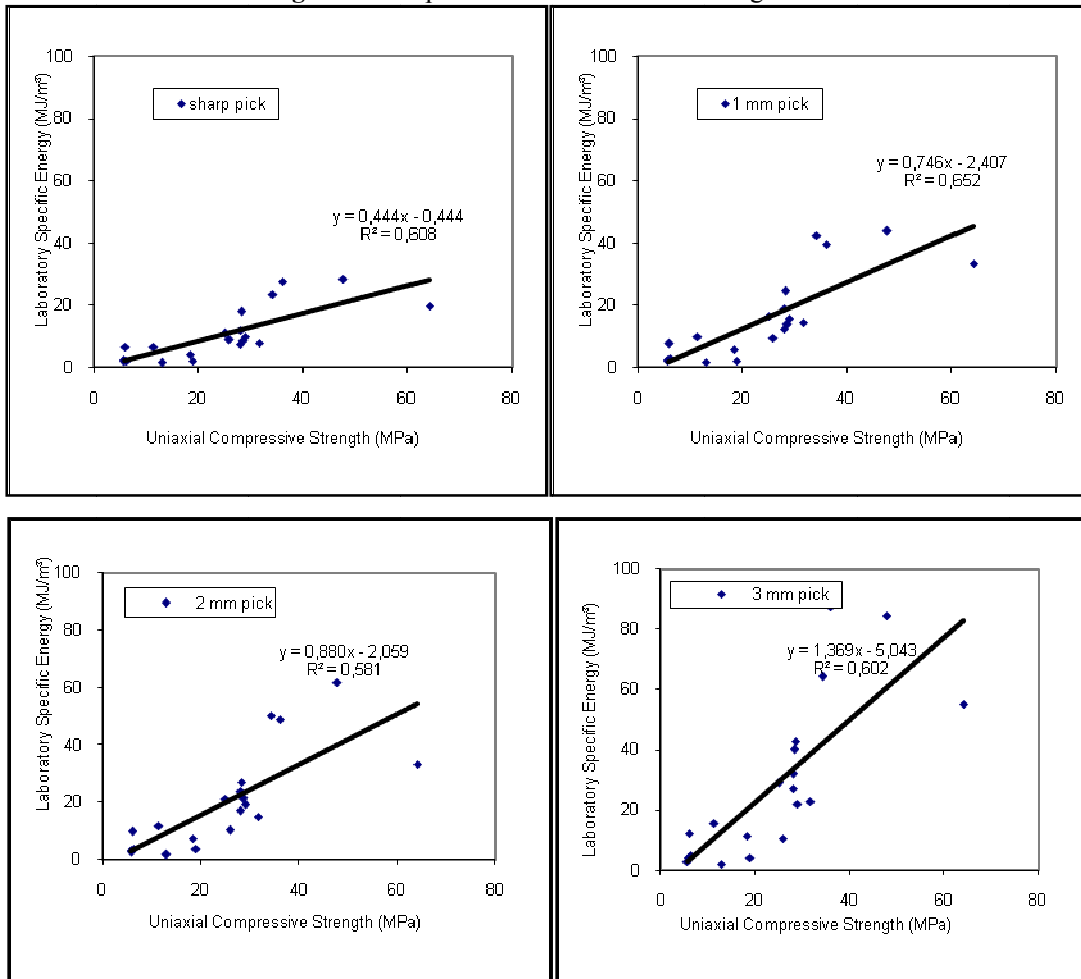 100
80
60
40
20
0
Laboratory Specific Energy (MJ/m³)
sharp pick
y = 0,444x - 0,444
R² = 0,608
0 20 40 60 80
Uniaxial Compressive Strength (MPa)
100
80
60
40
20
0
Laboratory Specific Energy (MJ/m³)
1 mm pick
y = 0,746x - 2,407
R² = 0,652
0 20 40 60 80
Uniaxial Compressive Strength (MPa)
100
80
60
40
20
0
Laboratory Specific Energy (MJ/m³)
2 mm pick
y = 0,880x - 2,059
R² = 0,581
0 20 40 60 80
Uniaxial Compressive Strength (MPa)
100
80
60
40
20
0
Laboratory Specific Energy (MJ/m³)
3 mm pick
y = 1,369x - 5,043
R² = 0,602
0 20 40 60 80
Uniaxial Compressive Strength (MPa)